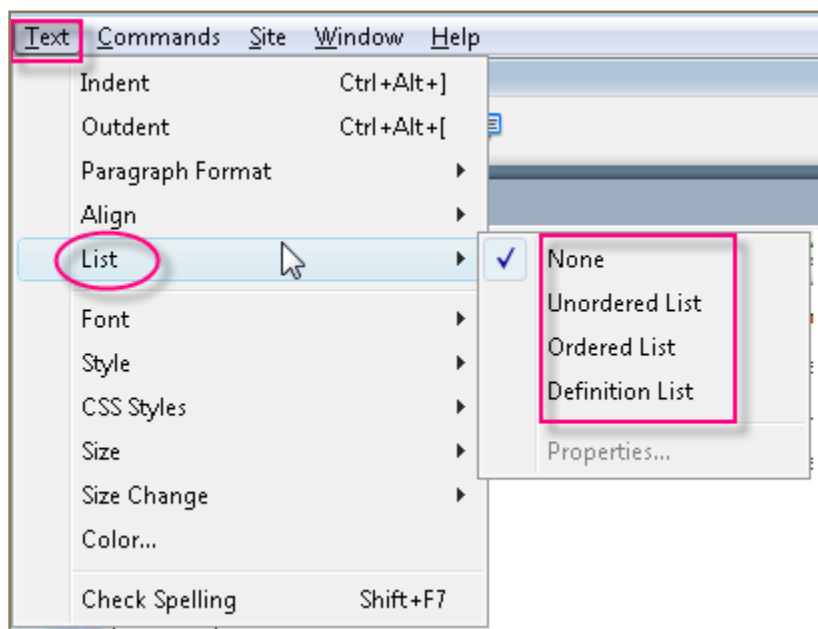 Text Commands Site Window Help
Indent Ctrl+Alt+]
Outdent Ctrl+Alt+[
Paragraph Format
Align
List
None
Unordered List
Ordered List
Definition List
Properties...
Font
Style
CSS Styles
Size
Size Change
Color...
Check Spelling Shift+F7